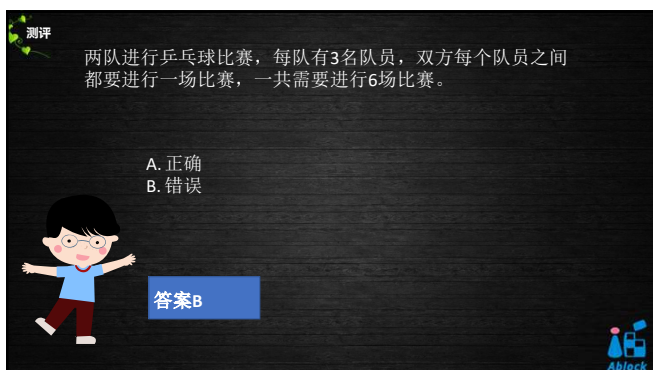 测评
两队进行乒乓球比赛，每队有3名队员，双方每个队员之间
都要进行一场比赛，一共需要进行6场比赛。
A. 正确
B. 错误
答案B
Ablock